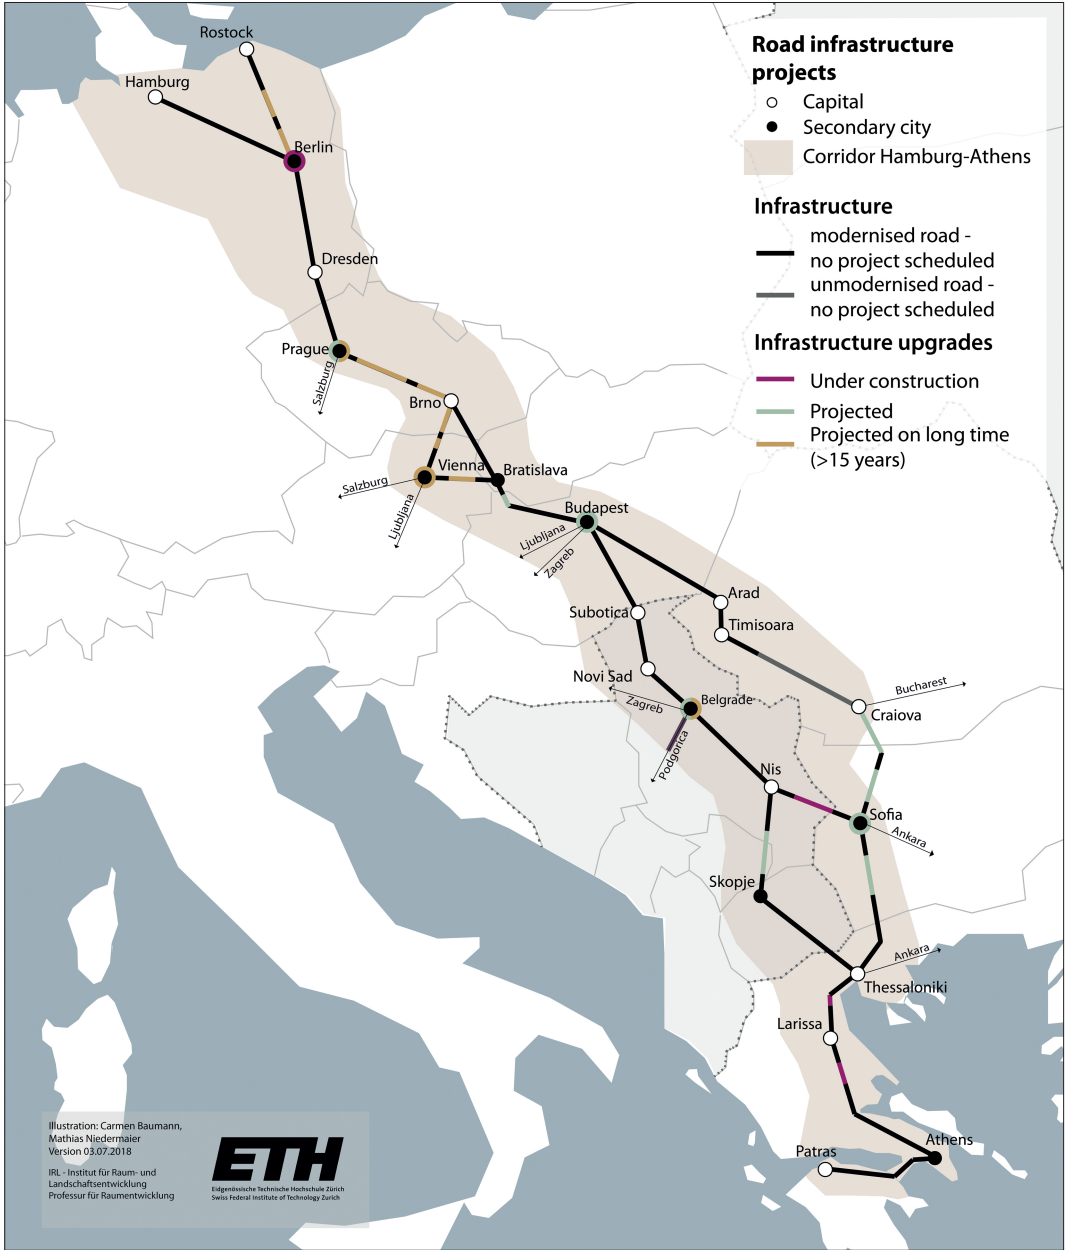 Rostock
Hamburg
Berlin
Dresden
Prague
Salzburg
Brno
Vienna
Bratislava
Salzburg
Ljubljana
Budapest
Ljubljana
Zagreb
Arad
Subotica
Timisoara
Novi Sad
Bucharest
Zagreb
Belgrade
Craiova
Podgorica
Nis
Sofia
Ankara
Skopje
Ankara
Thessaloniki
Larissa
Athens
Patras
Road infrastructure
projects
Capital
Secondary city
Corridor Hamburg-Athens
Infrastructure
modernised road -
no project scheduled
unmodernised road -
no project scheduled
Infrastructure upgrades
Under construction
Projected
Projected on long time
(>15 years)
Illustration: Carmen Baumann,
Mathias Niedermaier
Version 03.07.2018
IRL - Institut für Raum- und
Landschaftsentwicklung
Professur für Raumentwicklung
ETH
Eidgenössische Technische Hochschule Zürich
Swiss Federal Institute of Technology Zurich